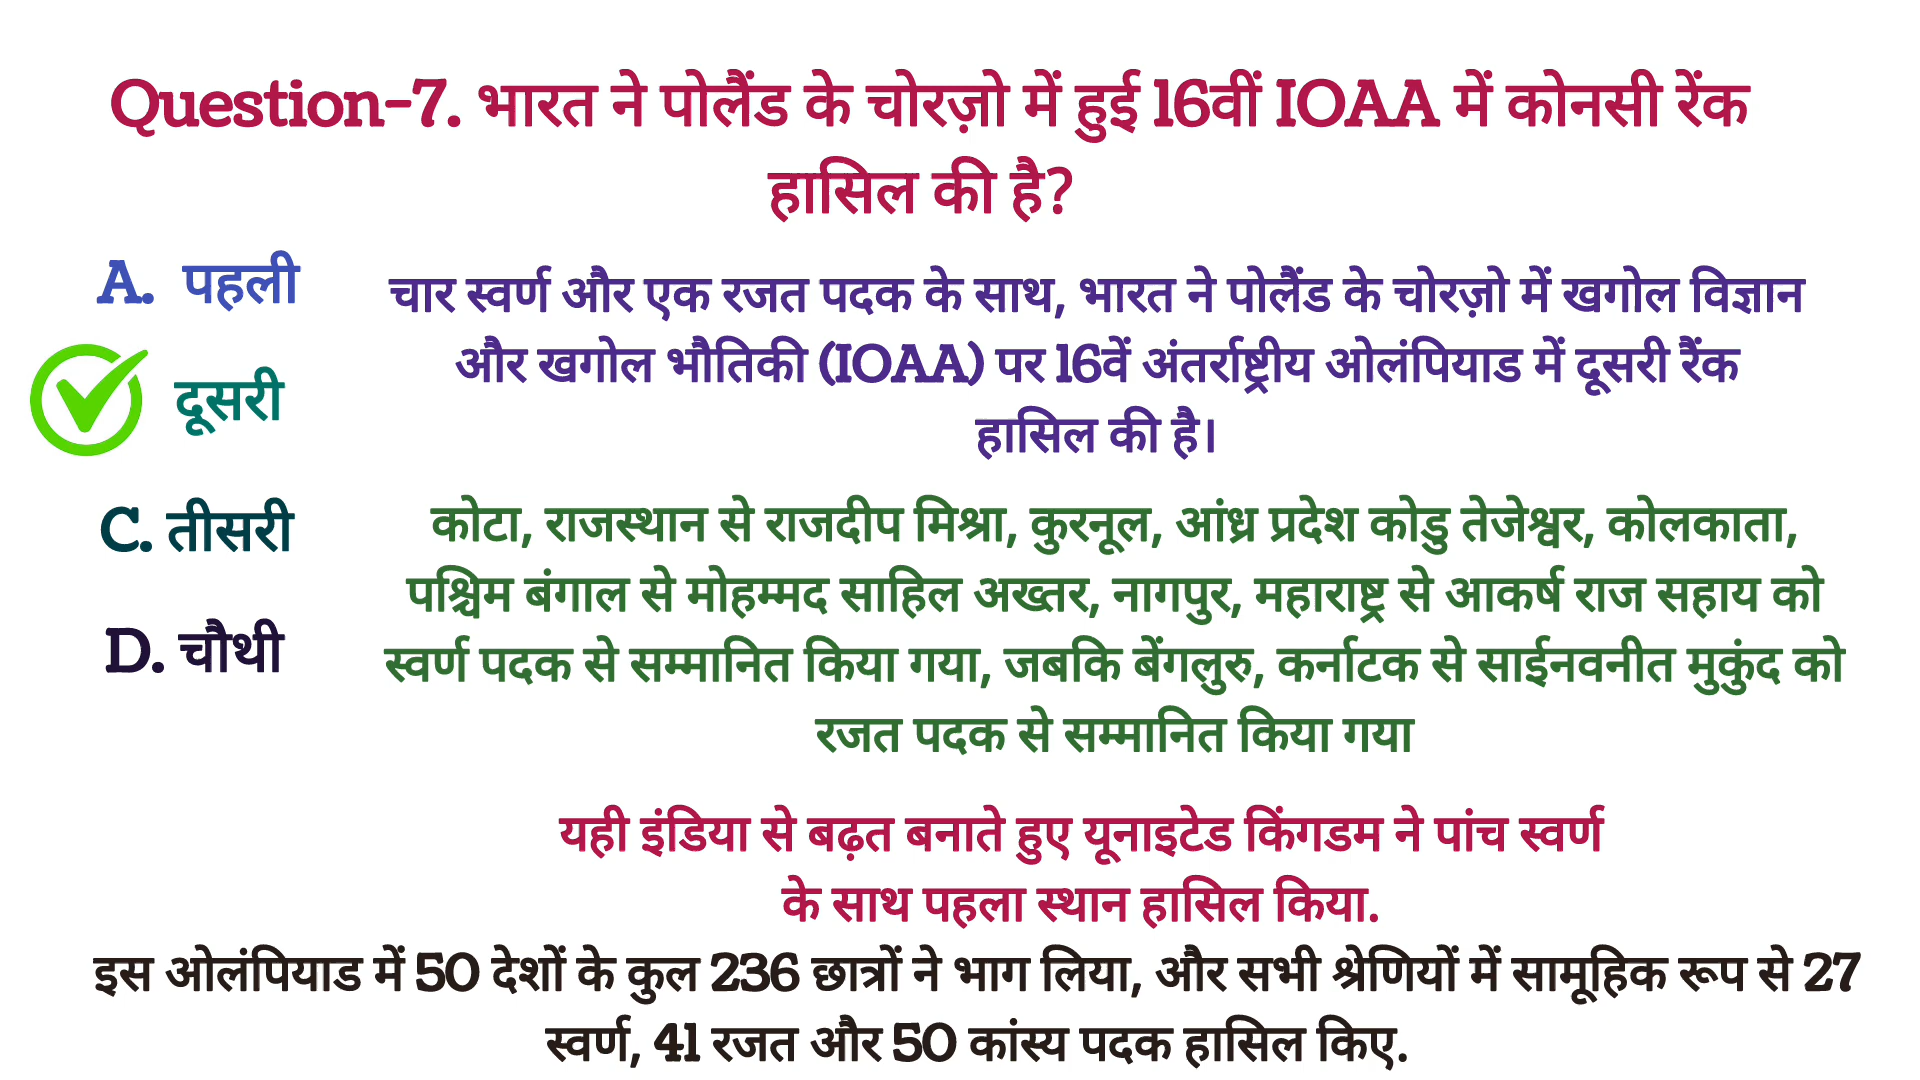 Question-7. भारत ने पोलैंड के चोरज़ो में हुई 16वीं IOAA में कोनसी रेंक
हासिल की है?
A. पहली
दूसरी
C. तीसरी
D. चौथी
चार स्वर्ण और एक रजत पदक के साथ, भारत ने पोलैंड के चोरज़ो में खगोल विज्ञान
और खगोल भौतिकी (IOAA) पर 16वें अंतर्राष्ट्रीय ओलंपियाड में दूसरी रैंक
हासिल की है।
कोटा, राजस्थान से राजदीप मिश्रा, कुरनूल, आंध्र प्रदेश कोडु तेजेश्वर, कोलकाता,
पश्चिम बंगाल से मोहम्मद साहिल अख्तर, नागपुर, महाराष्ट्र से आकर्ष राज सहाय को
स्वर्ण पदक से सम्मानित किया गया, जबकि बेंगलुरु, कर्नाटक से साईनवनीत मुकुंद को
रजत पदक से सम्मानित किया गया
यही इंडिया से बढ़त बनाते हुए यूनाइटेड किंगडम ने पांच स्वर्ण
के साथ पहला स्थान हासिल किया.
इस ओलंपियाड में 50 देशों के कुल 236 छात्रों ने भाग लिया, और सभी श्रेणियों में सामूहिक रूप से 27
स्वर्ण, 41 रजत और 50 कांस्य पदक हासिल किए.